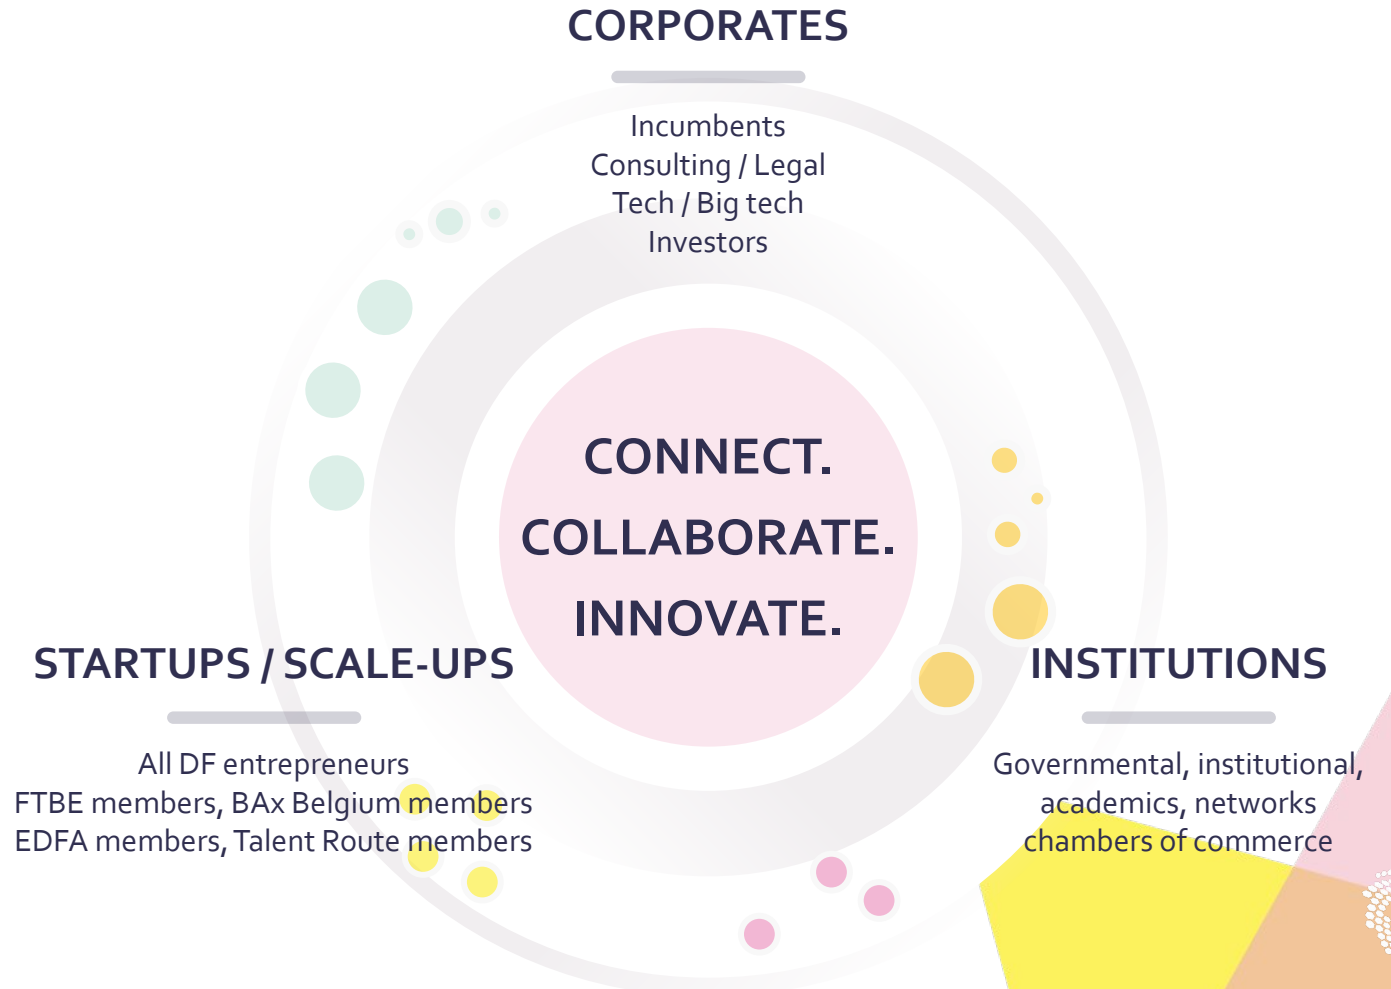 CORPORATES
Incumbents
Consulting / Legal
Tech / Big tech
Investors
CONNECT.
COLLABORATE.
INNOVATE.
STARTUPS / SCALE-UPS
All DF entrepreneurs
FTBE members, BAx Belgium members
EDFA members, Talent Route members
INSTITUTIONS
Governmental, institutional,
academics, networks
chambers of commerce